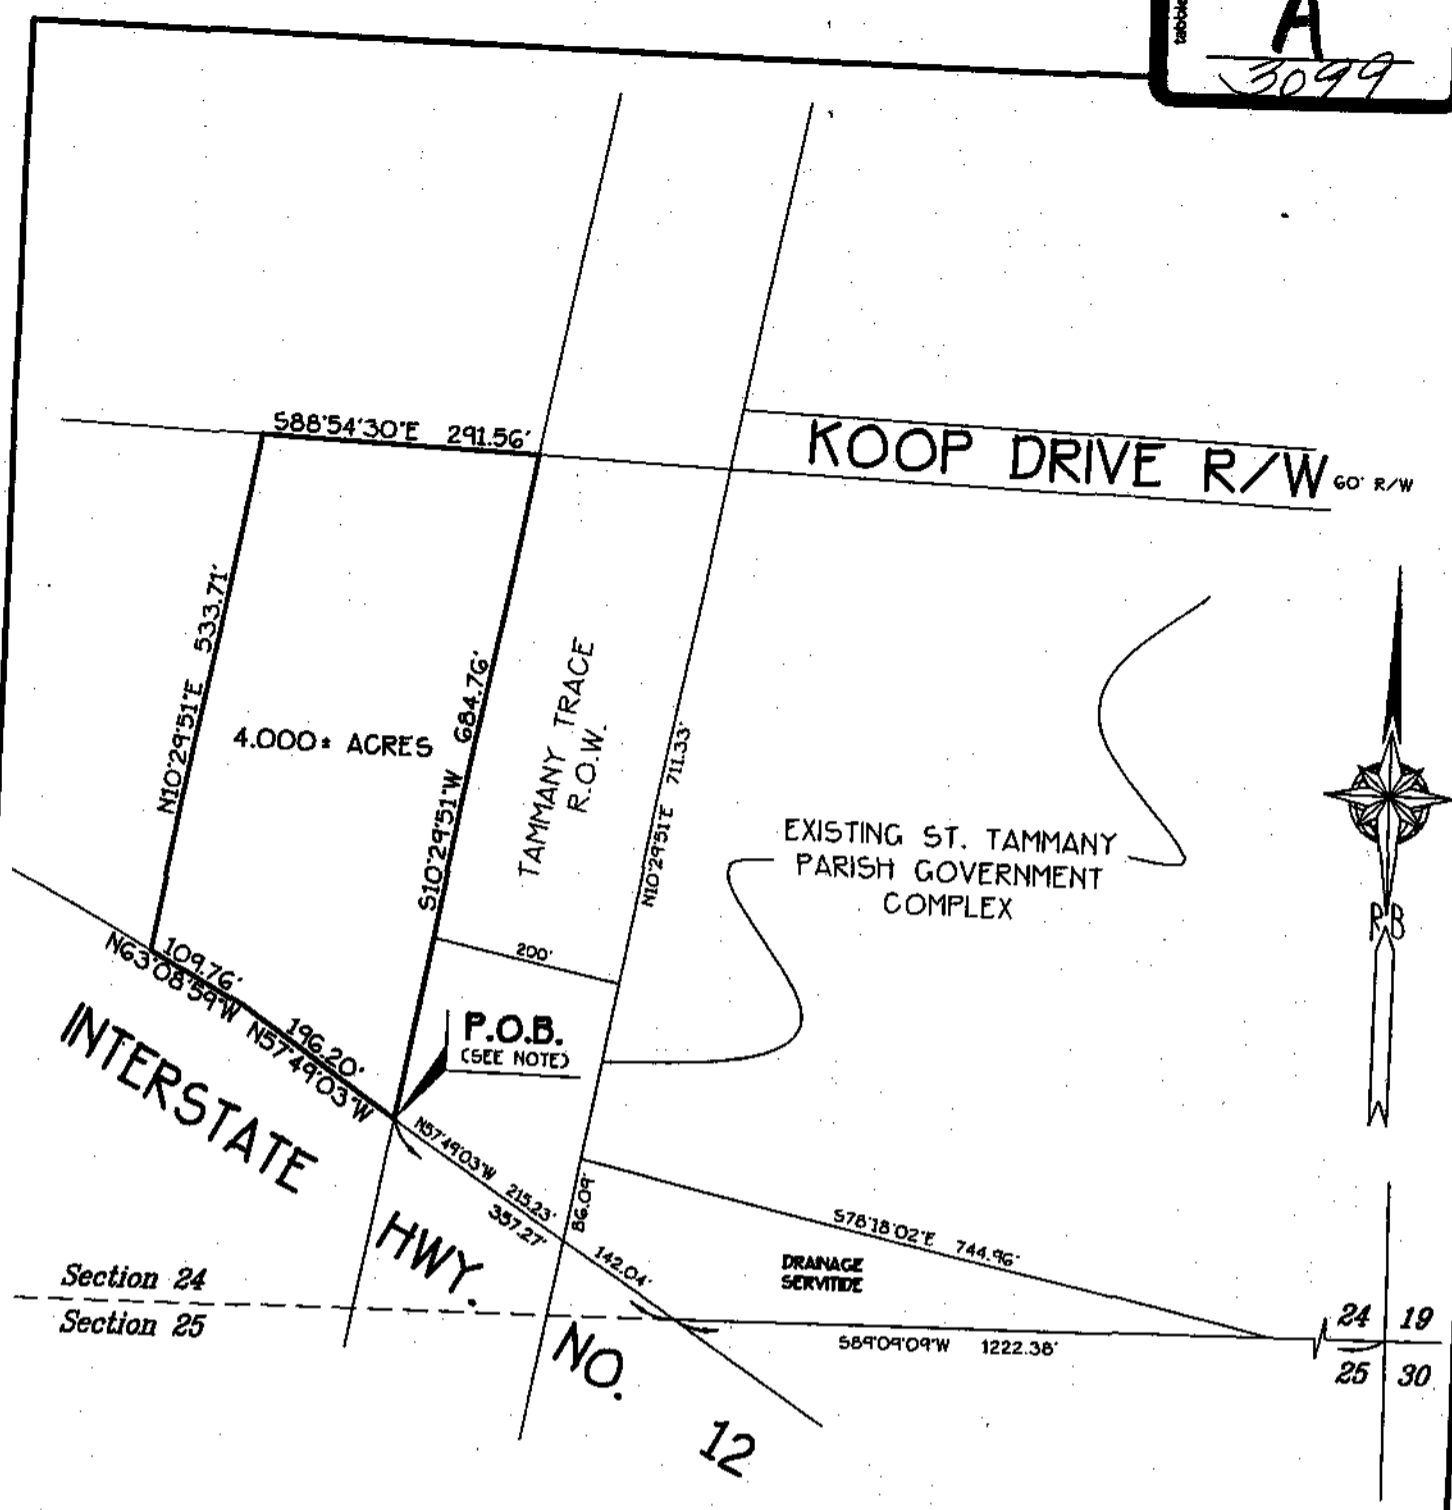 table
A
3099
S88°54'30"E 291.56'
KOOP DRIVE R/W 60' R/W
N10°29'51"E 533.71'
4.000± ACRES
S10°29'51"W 684.76'
TAMMANY TRACE
R.O.W.
N10°29'51"E 711.33'
EXISTING ST. TAMMANY
PARISH GOVERNMENT
COMPLEX
200'
RB
109.76'
N63°08'59"W
196.20'
N57°49'03"W
P.O.B.
(SEE NOTE)
INTERSTATE
HWY.
NO.
12
N57°49'03"W 215.23'
357.27'
86.09'
142.04'
S78°18'02"E 744.96'
DRAINAGE
SERVITIDE
Section 24
Section 25
S89°09'09"W 1222.38'
24 19
25 30